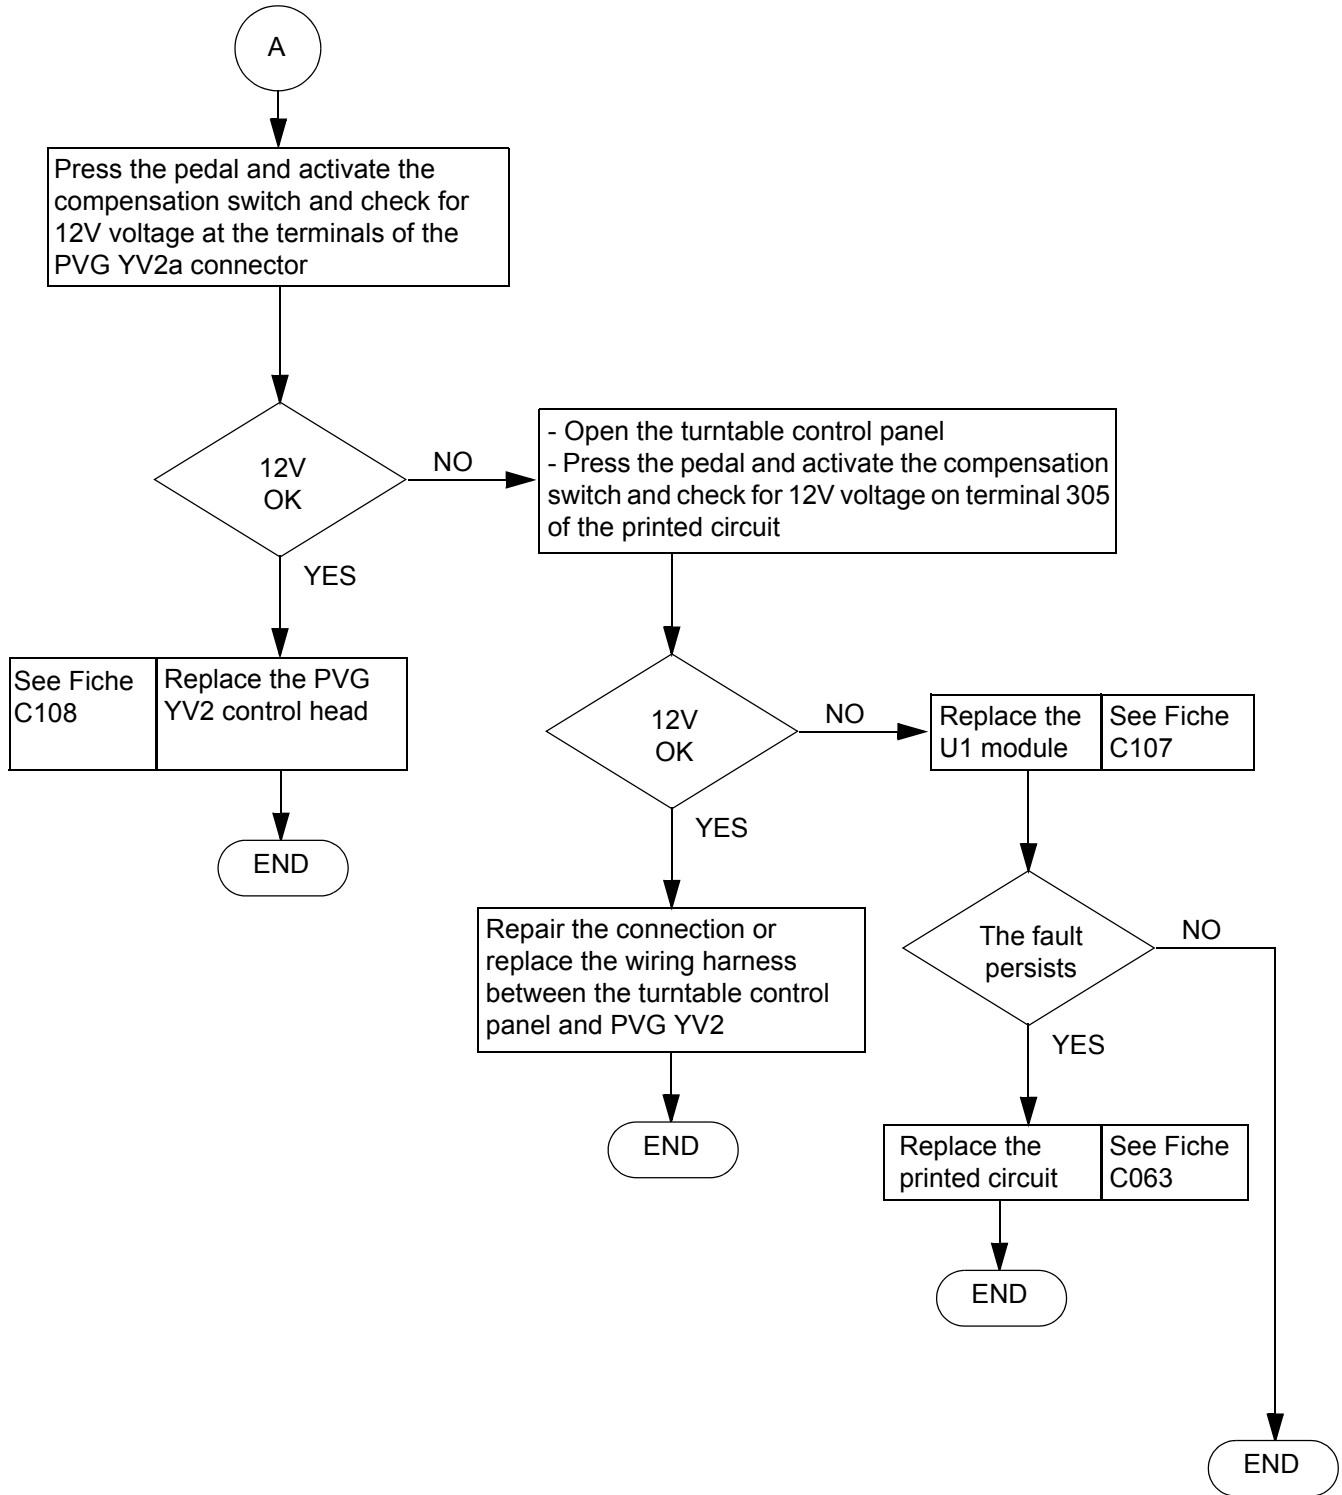 A
Press the pedal and activate the
compensation switch and check for
12V voltage at the terminals of the
PVG YV2a connector
12V
OK
NO
YES
- Open the turntable control panel
- Press the pedal and activate the compensation
switch and check for 12V voltage on terminal 305
of the printed circuit
See Fiche
C108
Replace the PVG
YV2 control head
END
12V
OK
NO
YES
Replace the
U1 module
See Fiche
C107
Repair the connection or
replace the wiring harness
between the turntable control
panel and PVG YV2
END
The fault
persists
NO
YES
Replace the
printed circuit
See Fiche
C063
END
END